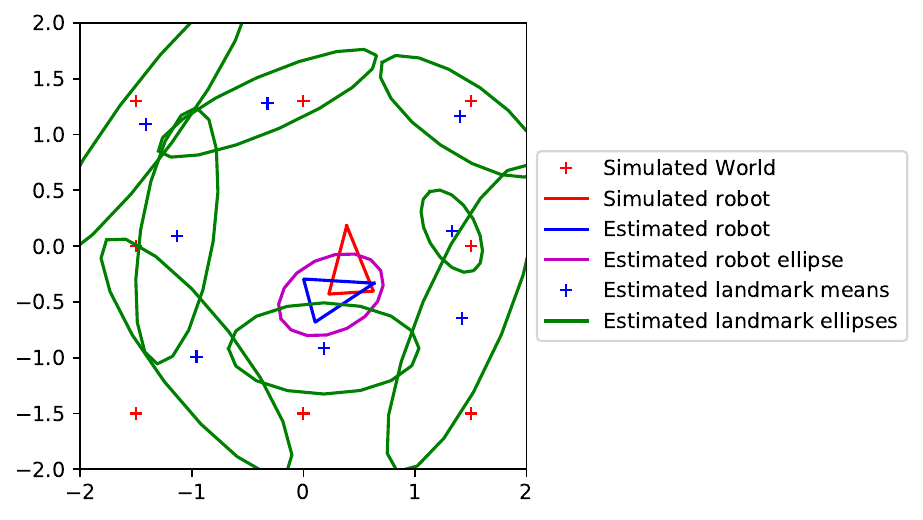 2.0
1.5
1.0
0.5
0.0
−0.5
−1.0
−1.5
−2.0
−2
−1
0
1
2
Simulated World
Simulated robot
Estimated robot
Estimated robot ellipse
Estimated landmark means
Estimated landmark ellipses